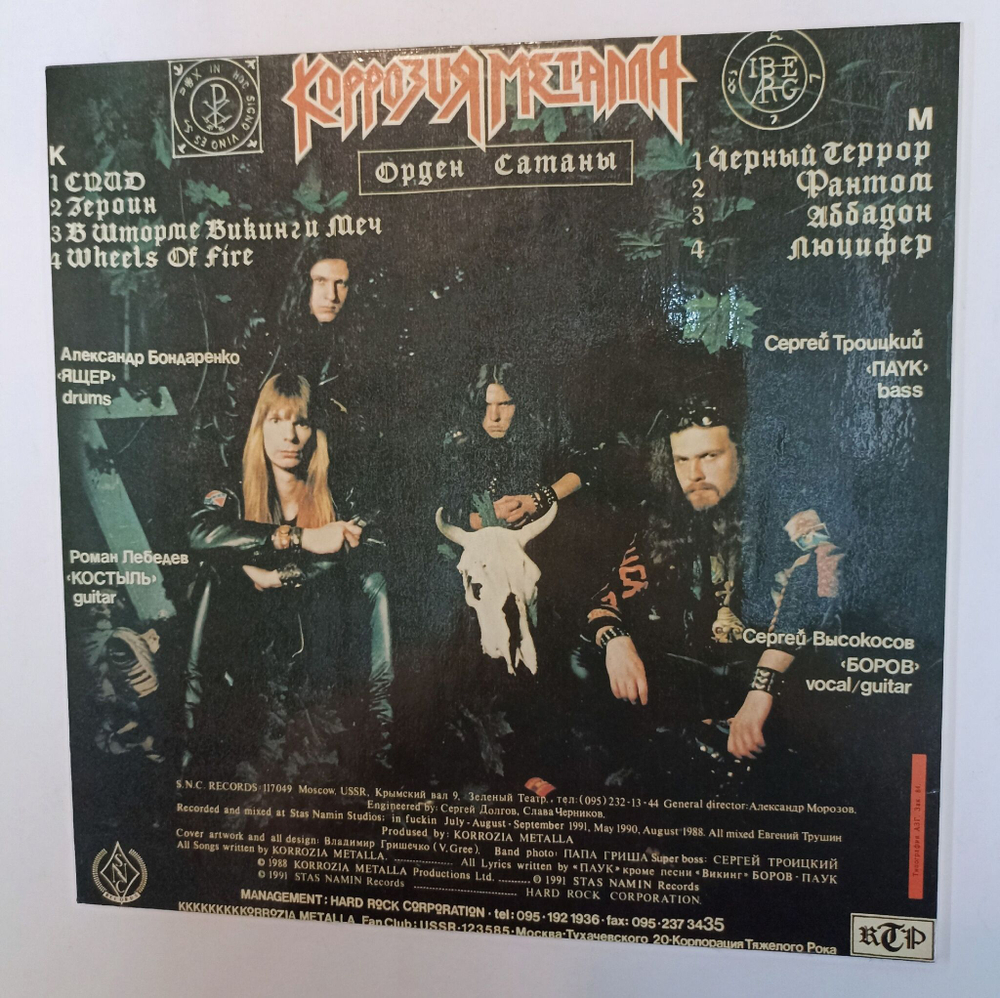 КОРРОЗИЯ МЕТАЛЛА
Орден Сатаны
IN HOC SIGNO VINCES
K
1 СПИД
2 Героин
3 В Шторме Викинги Меч
4 Wheels Of Fire
М
1 Черный Террор
2 Фантом
3 Аббадон
4 Люцифер
Александр Бондаренко
‹ЯЩЕР›
drums
Сергей Троицкий
‹ПАУК›
bass
Роман Лебедев
‹КОСТЫЛЬ›
guitar
Сергей Высокосов
‹БОРОВ›
vocal/guitar
S.N.C. RECORDS · 117049 Moscow, USSR, Крымский вал 9, Зеленый Театр, тел: (095) 232-13-44 General director: Александр Морозов.
Engineered by: Сергей Долгов, Слава Черников.
Recorded and mixed at Stas Namin Studios: in fuckin July-August-September 1991, May 1990, August 1988. All mixed Евгений Трушин
Prodused by: KORROZIA METALLA
Cover artwork and all design: Владимир Гришечко (V. Gree). Band photo: ПАПА ГРИША Super boss: СЕРГЕЙ ТРОИЦКИЙ
All Songs written by KORROZIA METALLA. All Lyrics written by «ПАУК» кроме песни «Викинг» БОРОВ-ПАУК
© 1988 KORROZIA METALLA Productions Ltd. ℗ 1991 STAS NAMIN Records
© 1991 STAS NAMIN Records HARD ROCK CORPORATION.
MANAGEMENT: HARD ROCK CORPORATION · tel: 095·192 1936 · fax: 095·237 3435
KKKKKKKKKORROZIA METALLA Fan Club: USSR·123585·Москва·Тухачевского 20·Корпорация Тяжелого Рока
SNC
RECORDS
Типография
КТР